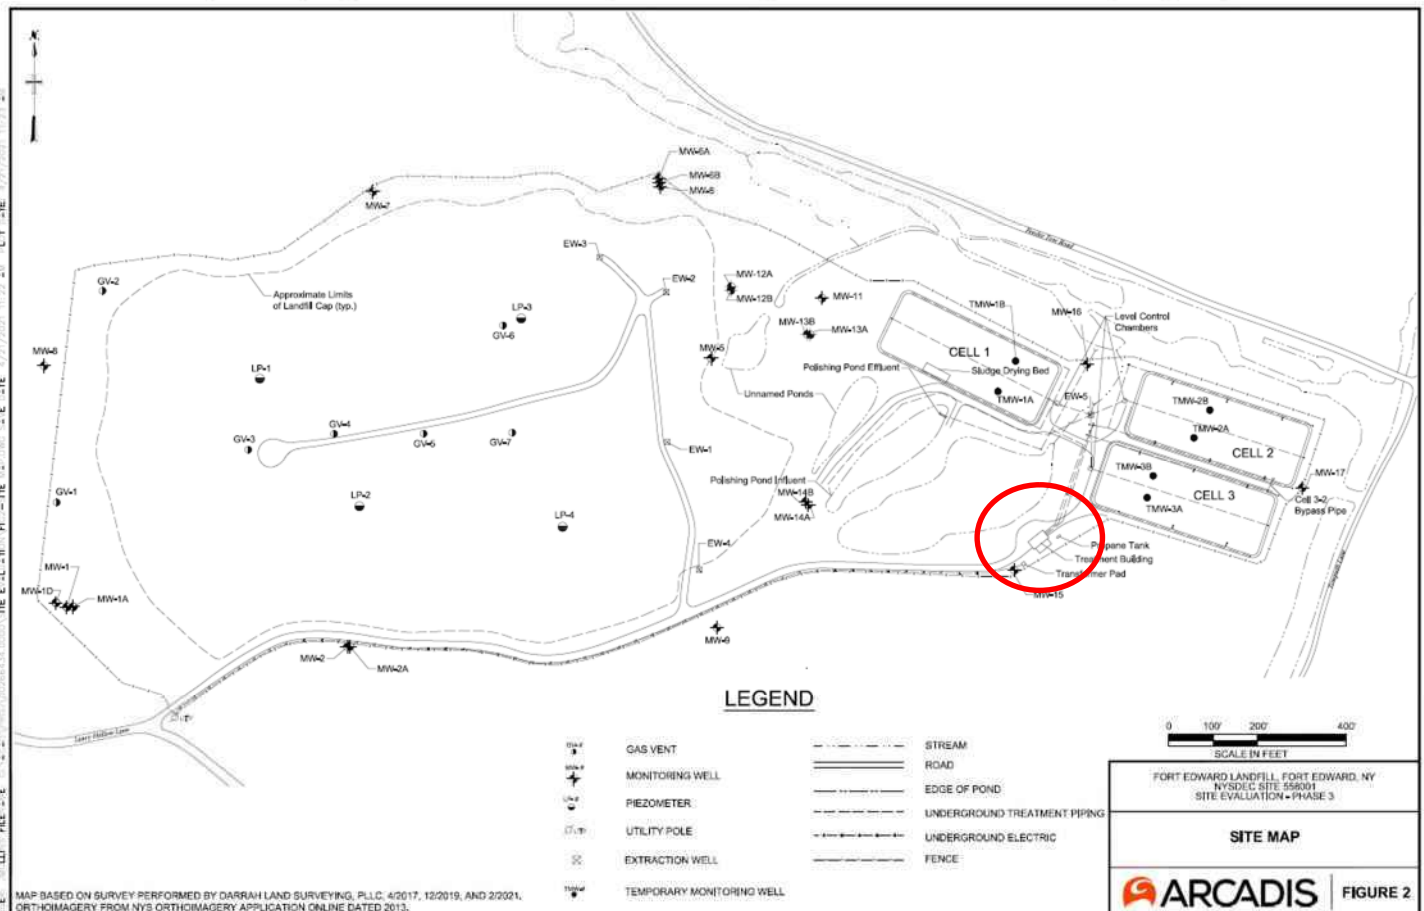 N
MW-6A
MW-6B
MW-6
MW-7
EW-3
EW-2
GV-2
Approximate Limits
of Landfill Cap (typ.)
LP-3
GV-6
MW-12A
MW-12B
MW-11
MW-13B
MW-13A
MW-5
TMW-1B
MW-16
Level Control
Chambers
CELL 1
Sludge Drying Bed
Polishing Pond Effluent
TMW-1A
Unnamed Ponds
MW-8
LP-1
GV-3
GV-4
GV-5
GV-7
EW-1
EW-5
TMW-2B
TMW-2A
CELL 2
TMW-3B
CELL 3
TMW-3A
MW-17
Cell 3-2
Bypass Pipe
Polishing Pond Influent
MW-14B
MW-14A
GV-1
LP-2
LP-4
EW-4
Propane Tank
Treatment Building
Transformer Pad
MW-15
MW-1
MW-1D
MW-1A
MW-9
MW-2
MW-2A
LEGEND
GAS VENT
MONITORING WELL
PIEZOMETER
UTILITY POLE
EXTRACTION WELL
TEMPORARY MONITORING WELL
STREAM
ROAD
EDGE OF POND
UNDERGROUND TREATMENT PIPING
UNDERGROUND ELECTRIC
FENCE
0 100' 200' 400'
SCALE IN FEET
FORT EDWARD LANDFILL, FORT EDWARD, NY
NYSDEC SITE 558001
SITE EVALUATION - PHASE 3
SITE MAP
ARCADIS
FIGURE 2
MAP BASED ON SURVEY PERFORMED BY DARRAH LAND SURVEYING, PLLC, 4/2017, 12/2019, AND 2/2021.
ORTHOIMAGERY FROM NYS ORTHOIMAGERY APPLICATION ONLINE DATED 2013.